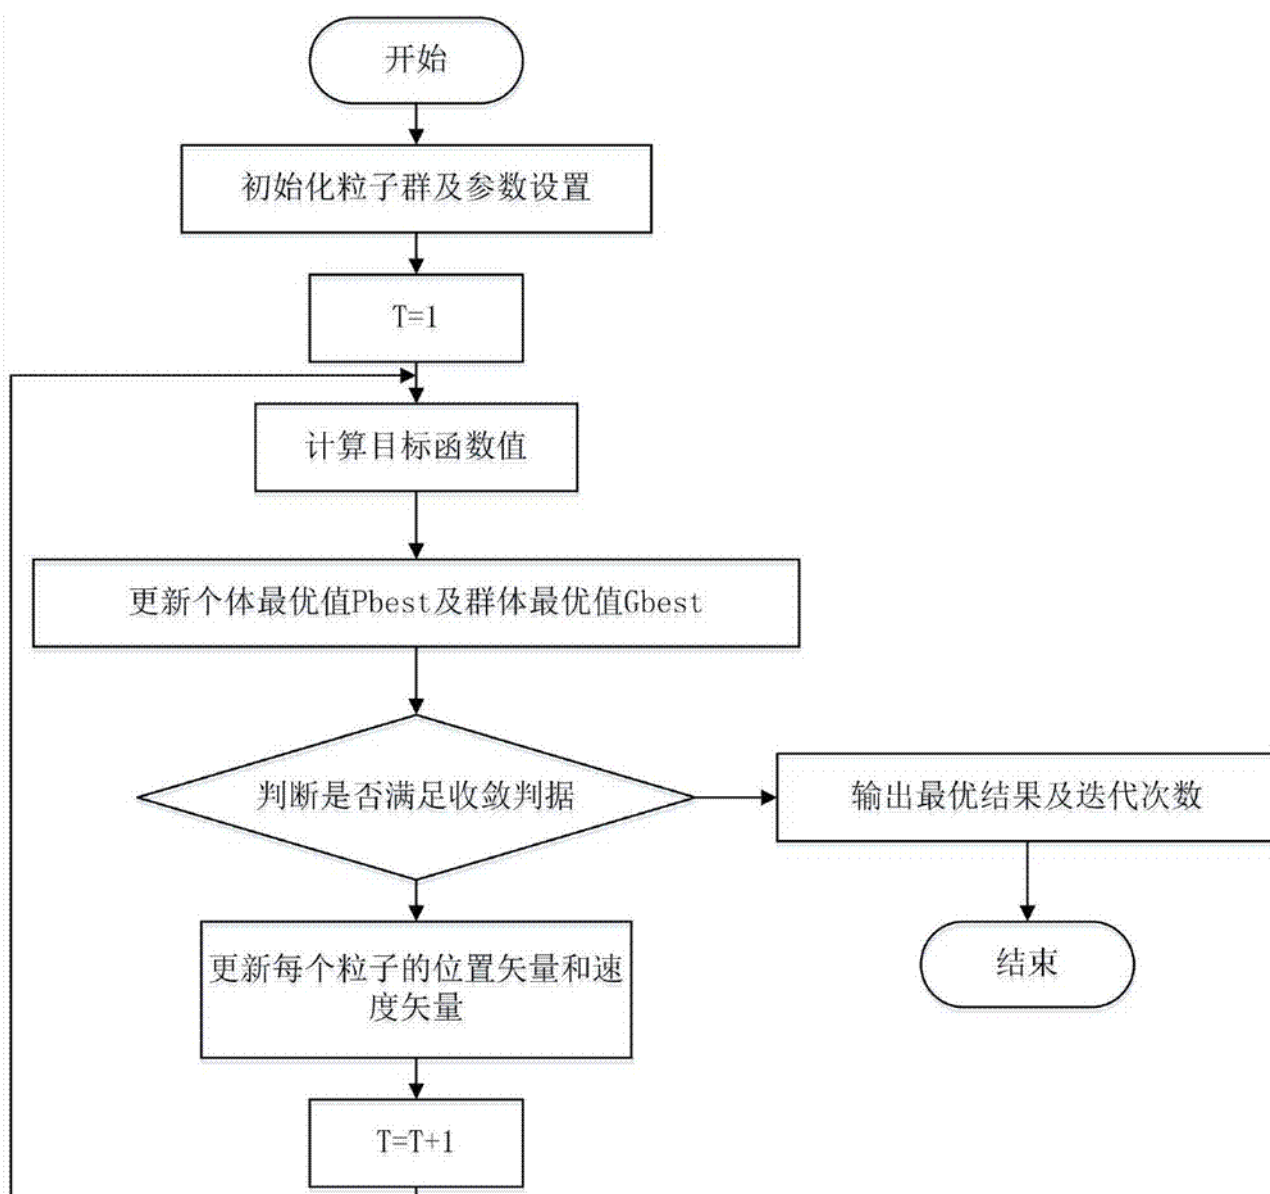 开始
初始化粒子群及参数设置
T=1
计算目标函数值
更新个体最优值Pbest及群体最优值Gbest
判断是否满足收敛判据
输出最优结果及迭代次数
更新每个粒子的位置矢量和速
度矢量
结束
T=T+1